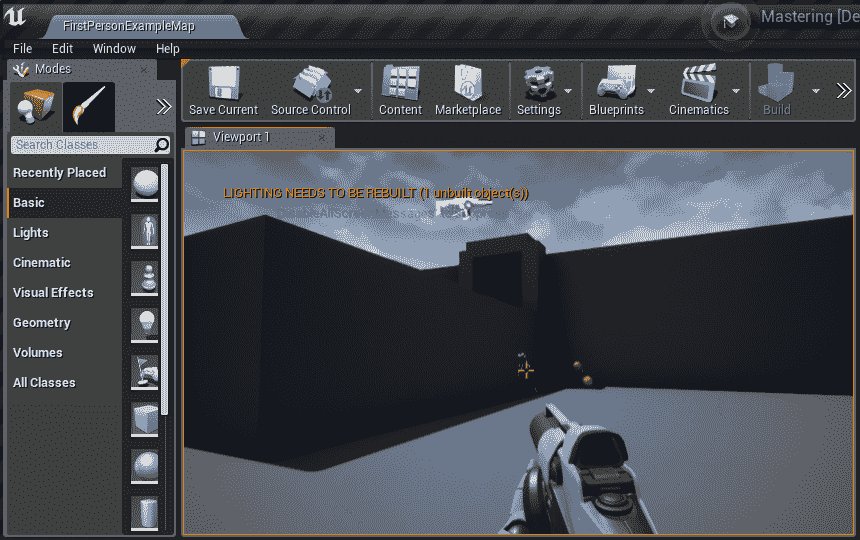 FirstPersonExampleMap
Mastering [De
File Edit Window Help
Modes
Save Current Source Control Content Marketplace Settings Blueprints Cinematics Build
Search Classes
Viewport 1
Recently Placed
LIGHTING NEEDS TO BE REBUILT (1 unbuilt object(s))
Basic
Lights
Cinematic
Visual Effects
Geometry
Volumes
All Classes